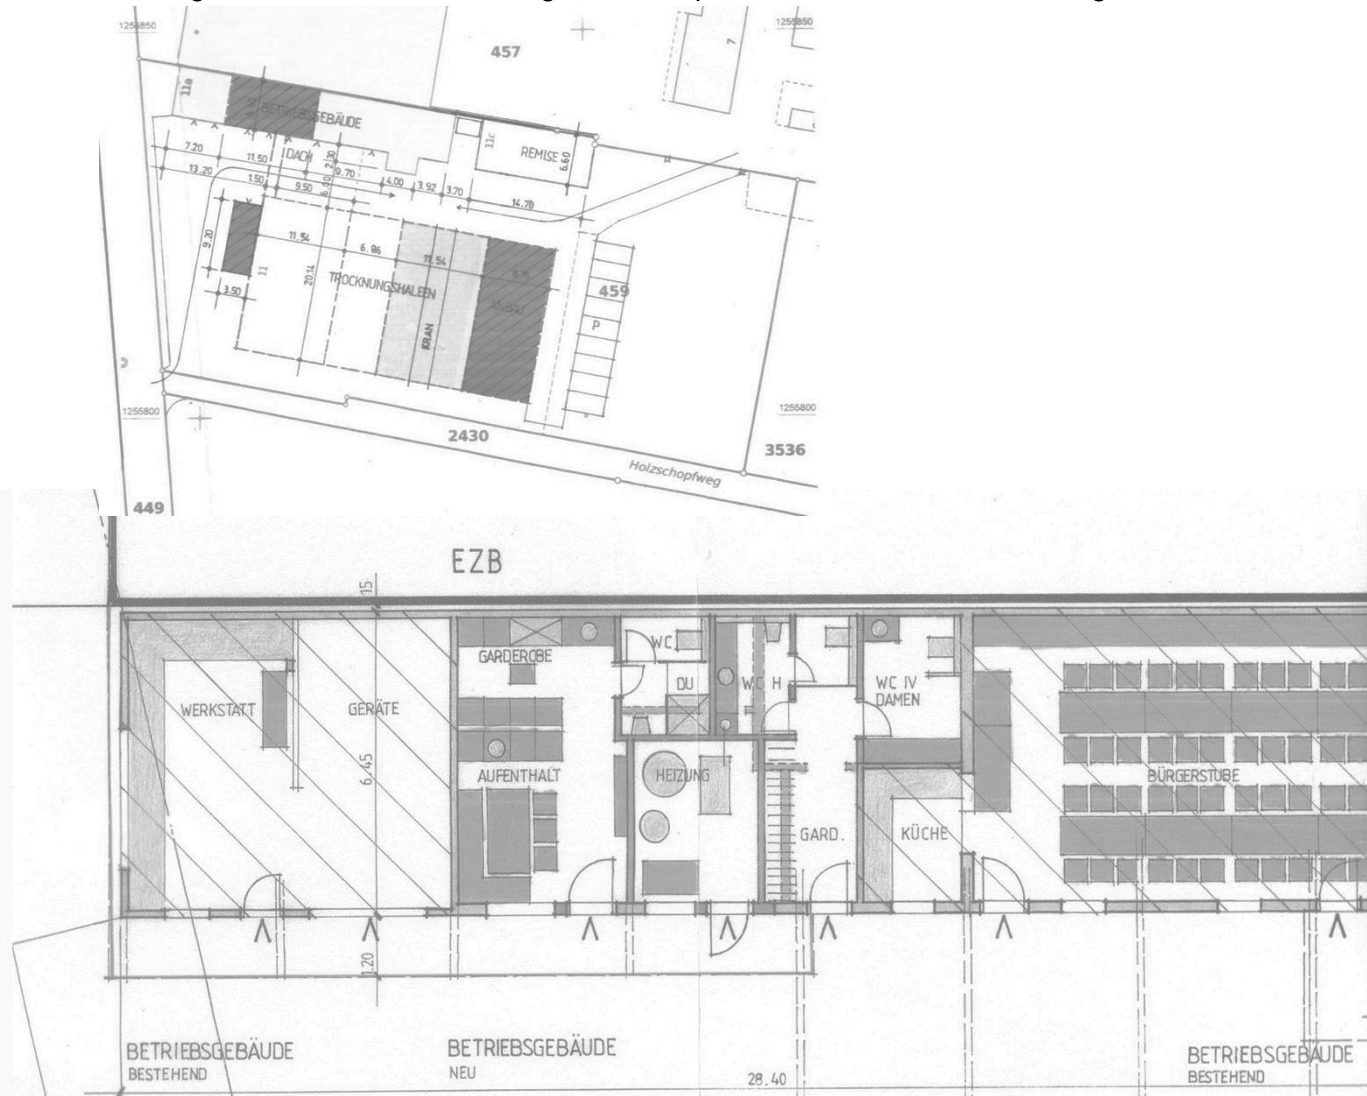 1255850
457
1255850
7
11a
BETRIEBSGEBÄUDE
11c
REMISE
6.60
DACH
7.20
11.50
9.70
13.20
1.50
9.50
4.00
3.92
3.70
14.70
9.20
11.54
6.86
11.54
11
20.14
TROCKNUNGSHALLEN
ANBAU
459
3.50
KRAN
P
1255800
1255800
2430
3536
Holzschopfweg
449
EZB
15
GARDEROBE
WC
DU
WC H
WC IV
DAMEN
WERKSTATT
GERÄTE
6.45
AUFENTHALT
HEIZUNG
BÜRGERSTUBE
GARD.
KÜCHE
1.20
BETRIEBSGEBÄUDE
BESTEHEND
BETRIEBSGEBÄUDE
NEU
BETRIEBSGEBÄUDE
BESTEHEND
28.40